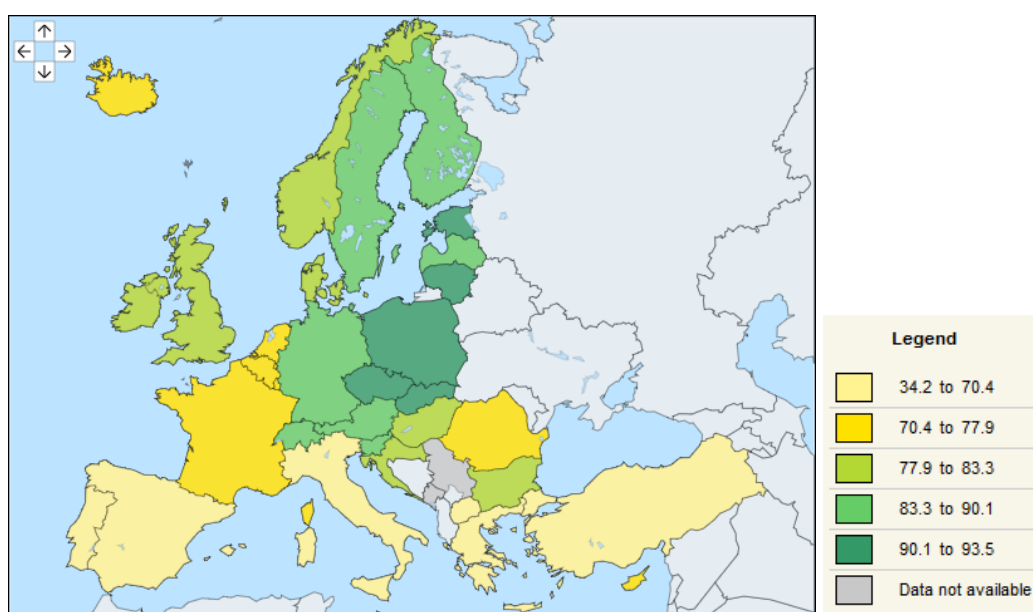 Legend
34.2 to 70.4
70.4 to 77.9
77.9 to 83.3
83.3 to 90.1
90.1 to 93.5
Data not available